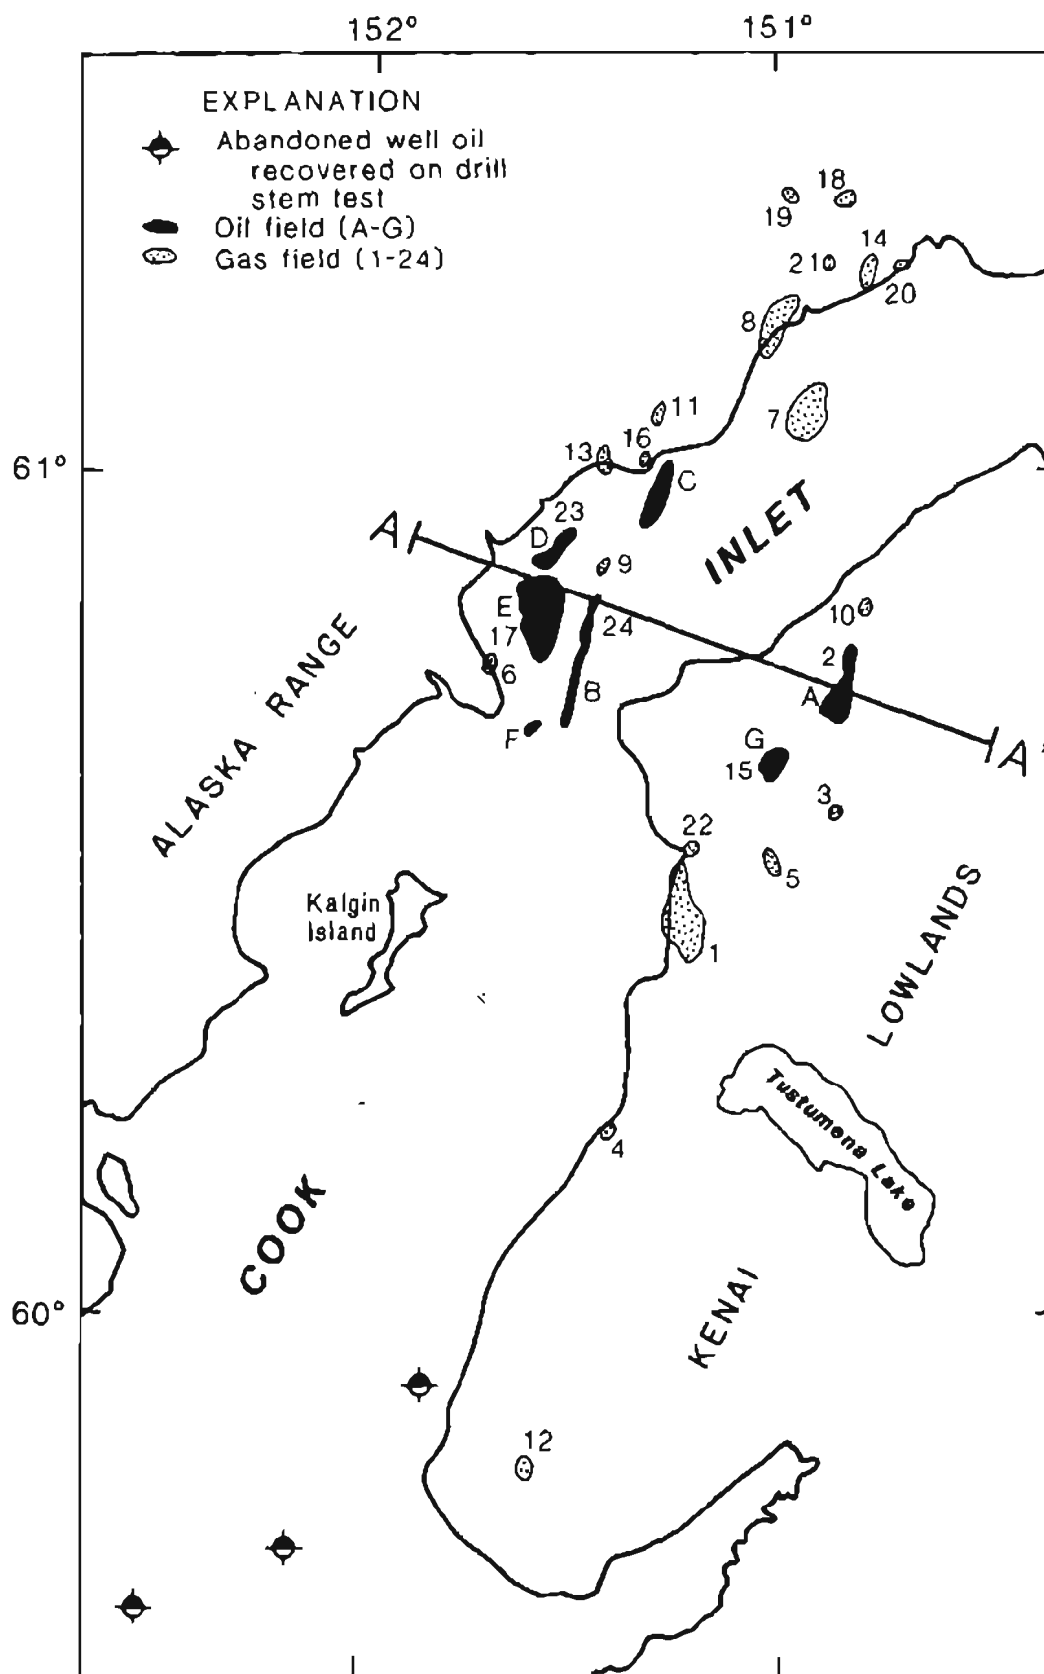 152° 151°
EXPLANATION
Abandoned well oil
recovered on drill
stem test
Oil field (A-G)
Gas field (1-24)
18
19
14
21
20
8
7
11
16
13
61°
C
INLET
A
23
D
9
E
24
10
17
6
2
B
A
F
G
A'
15
3
ALASKA RANGE
22
5
Kalgin
Island
1
LOWLANDS
Tustumena Lake
4
COOK
60°
KENAI
12